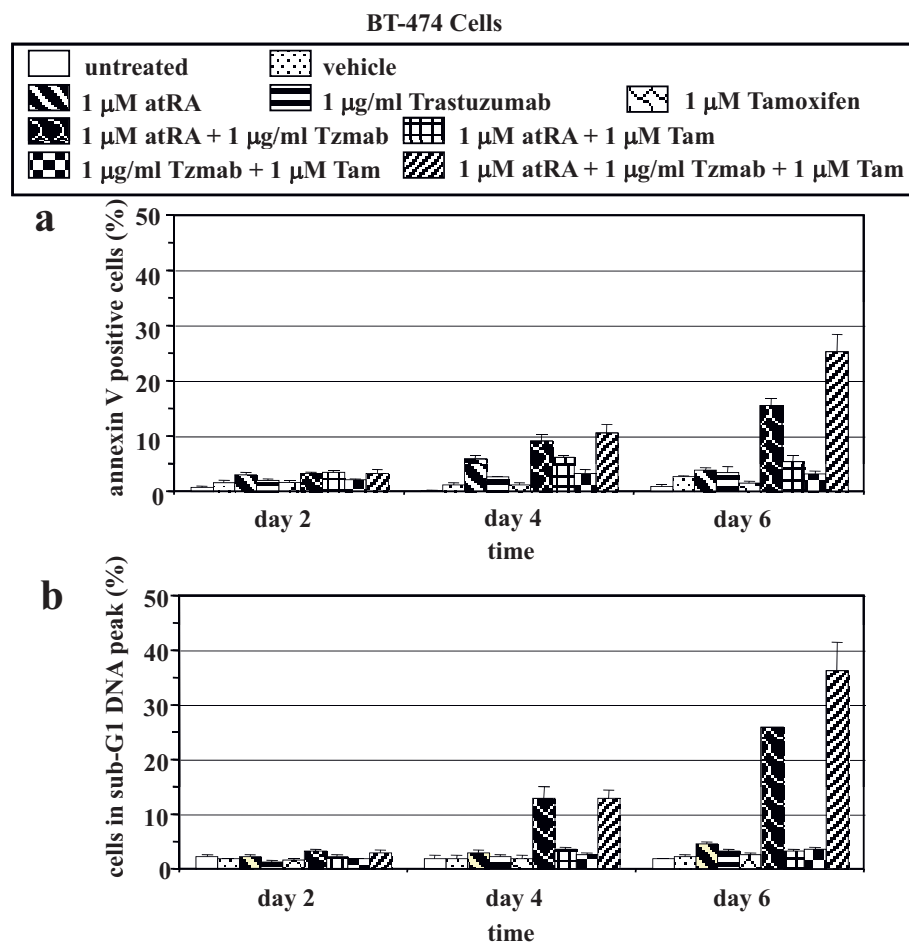 BT-474 Cells
untreated vehicle
1 μM atRA 1 μg/ml Trastuzumab 1 μM Tamoxifen
1 μM atRA + 1 μg/ml Tzmab 1 μM atRA + 1 μM Tam
1 μg/ml Tzmab + 1 μM Tam 1 μM atRA + 1 μg/ml Tzmab + 1 μM Tam
a
annexin V positive cells (%)
50
40
30
20
10
0
day 2 day 4 day 6
time
b
cells in sub-G1 DNA peak (%)
50
40
30
20
10
0
day 2 day 4 day 6
time